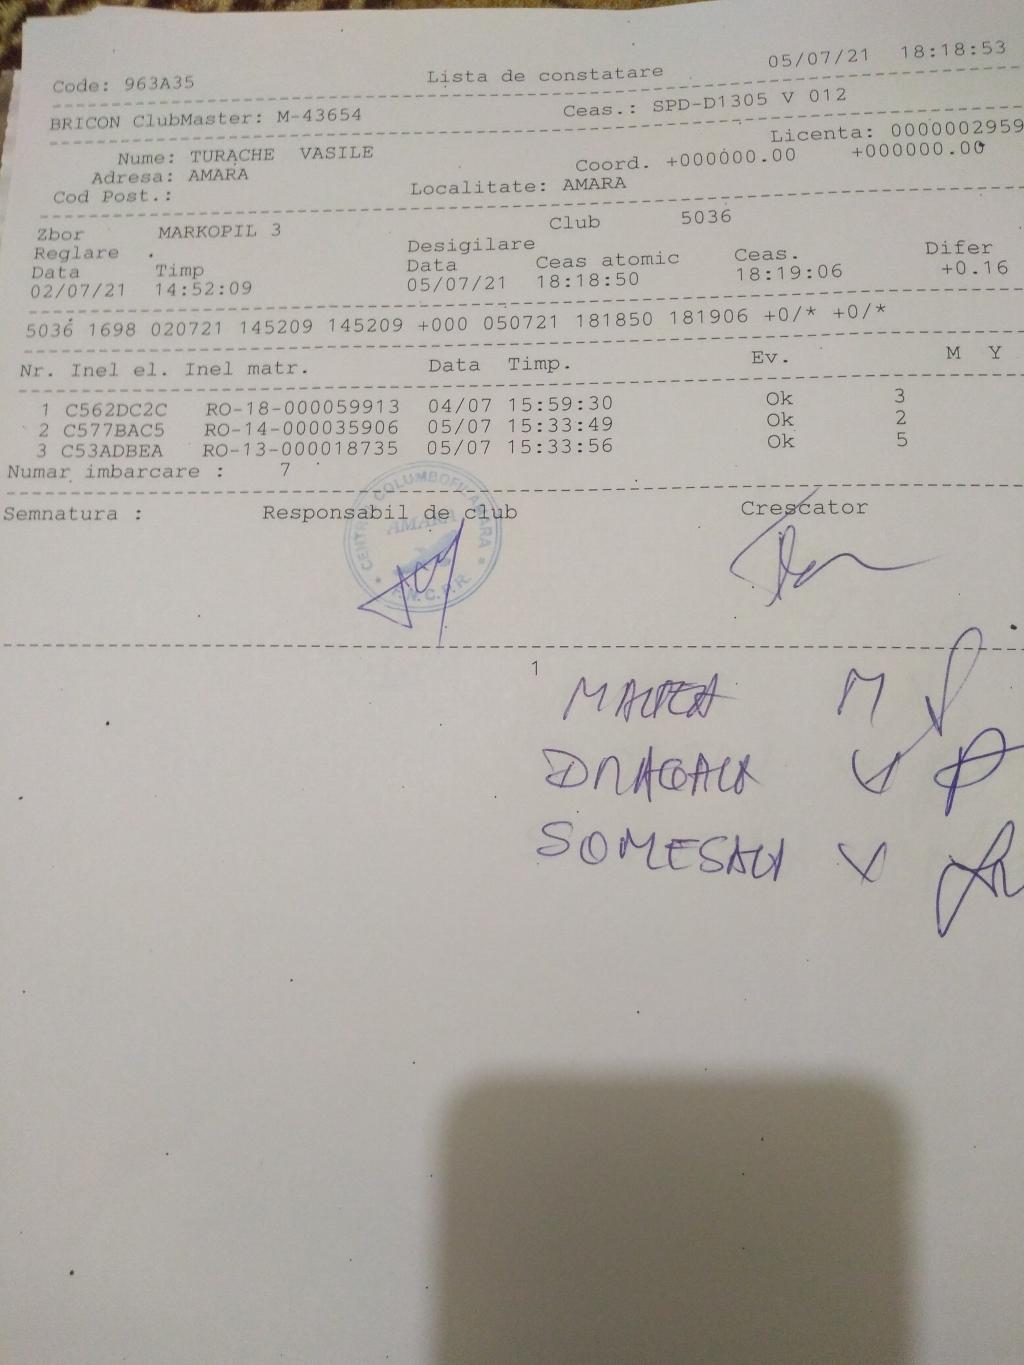 Code: 963A35 Lista de constatare 05/07/21 18:18:53
BRICON ClubMaster: M-43654 Ceas.: SPD-D1305 V 012
Licenta: 0000002959
Nume: TURACHE VASILE Coord. +000000.00 +000000.00
Adresa: AMARA
Cod Post.: Localitate: AMARA
Zbor MARKOPIL 3 Club 5036
Reglare . Desigilare
Data Timp Data Ceas atomic Ceas. Difer
02/07/21 14:52:09 05/07/21 18:18:50 18:19:06 +0.16
5036 1698 020721 145209 145209 +000 050721 181850 181906 +0/* +0/*
Nr. Inel el. Inel matr. Data Timp. Ev. M Y
1 C562DC2C RO-18-000059913 04/07 15:59:30 Ok 3
2 C577BAC5 RO-14-000035906 05/07 15:33:49 Ok 2
3 C53ADBEA RO-13-000018735 05/07 15:33:56 Ok 5
Numar imbarcare : 7
Semnatura : Responsabil de club Crescator
COLUMBOFIL AMARA
AMARA
1
M
V
SOMESAN V